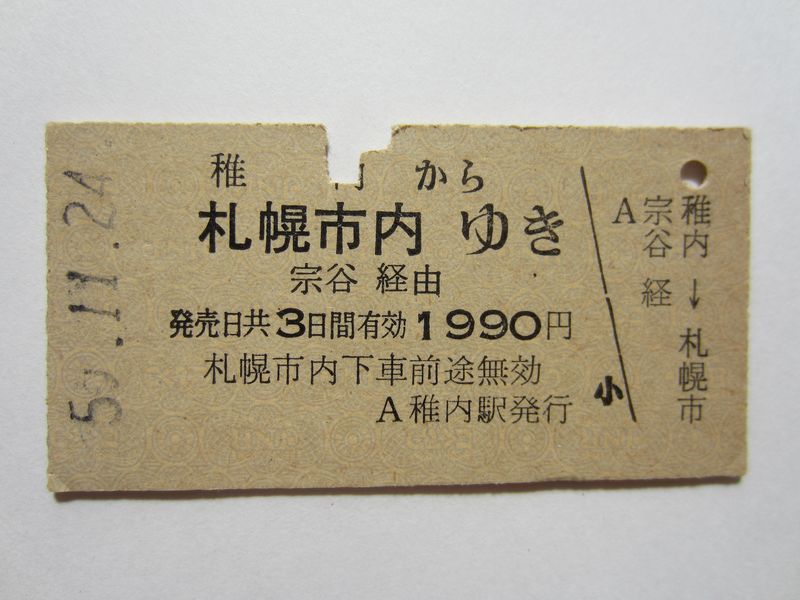 稚 から
札幌市内 ゆき
宗谷 経由
発売日共3日間有効 1990円
札幌市内下車前途無効
A稚内駅発行
小
稚内→札幌市
A宗谷経
.11.24